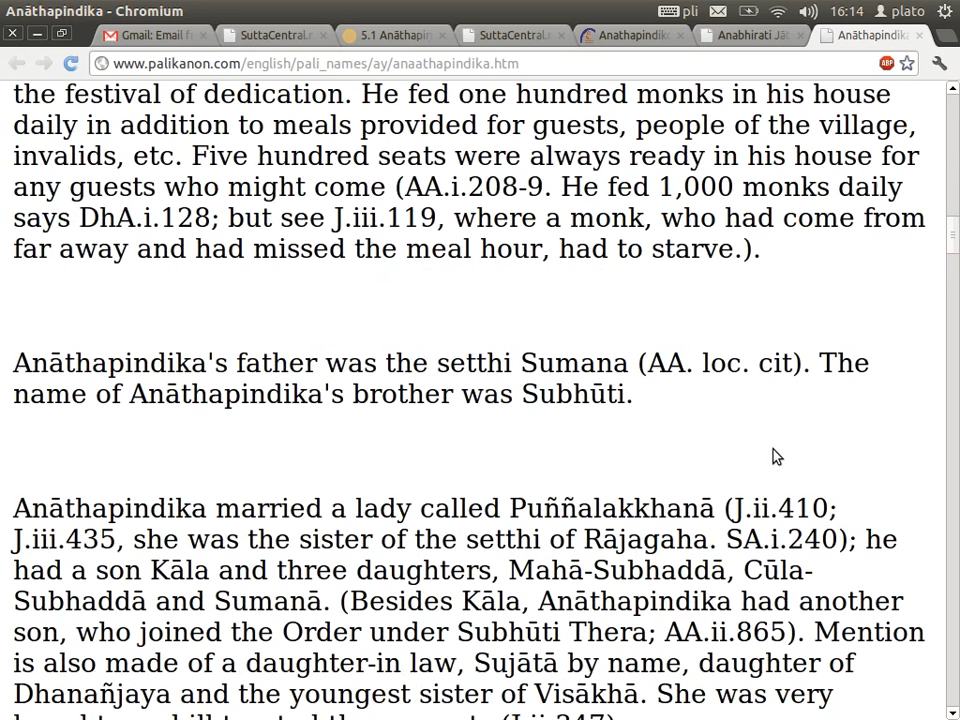 Anāthapindika - Chromium
pli
16:14
plato
Gmail: Email f
SuttaCentral.n
5.1 Anāthapin
SuttaCentral.
Anathapindik
Anabhirati Jāt
Anāthapindika
www.palikanon.com/english/pali_names/ay/anaathapindika.htm
ABP
the festival of dedication. He fed one hundred monks in his house
daily in addition to meals provided for guests, people of the village,
invalids, etc. Five hundred seats were always ready in his house for
any guests who might come (AA.i.208-9. He fed 1,000 monks daily
says DhA.i.128; but see J.iii.119, where a monk, who had come from
far away and had missed the meal hour, had to starve.).
Anāthapindika's father was the setthi Sumana (AA. loc. cit). The
name of Anāthapindika's brother was Subhūti.
Anāthapindika married a lady called Puññalakkhanā (J.ii.410;
J.iii.435, she was the sister of the setthi of Rājagaha. SA.i.240); he
had a son Kāla and three daughters, Mahā-Subhaddā, Cūla-
Subhaddā and Sumanā. (Besides Kāla, Anāthapindika had another
son, who joined the Order under Subhūti Thera; AA.ii.865). Mention
is also made of a daughter-in law, Sujātā by name, daughter of
Dhanañjaya and the youngest sister of Visākhā. She was very